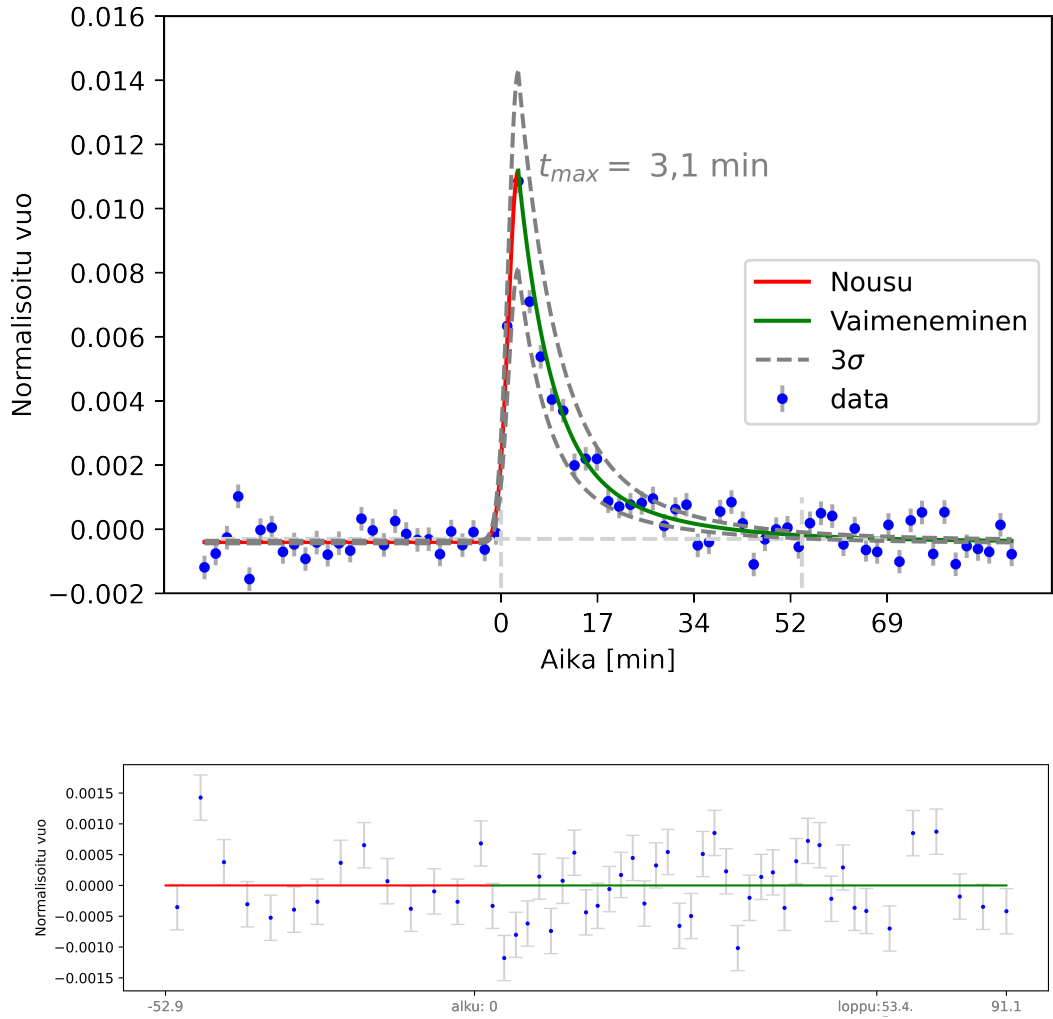 0.016
0.014
0.012
0.010
0.008
0.006
0.004
0.002
0.000
−0.002
Normalisoitu vuo
t_max = 3,1 min
Nousu
Vaimeneminen
3σ
data
0 17 34 52 69
Aika [min]
0.0015
0.0010
0.0005
0.0000
−0.0005
−0.0010
−0.0015
Normalisoitu vuo
-52.9 alku: 0 loppu:53.4. 91.1